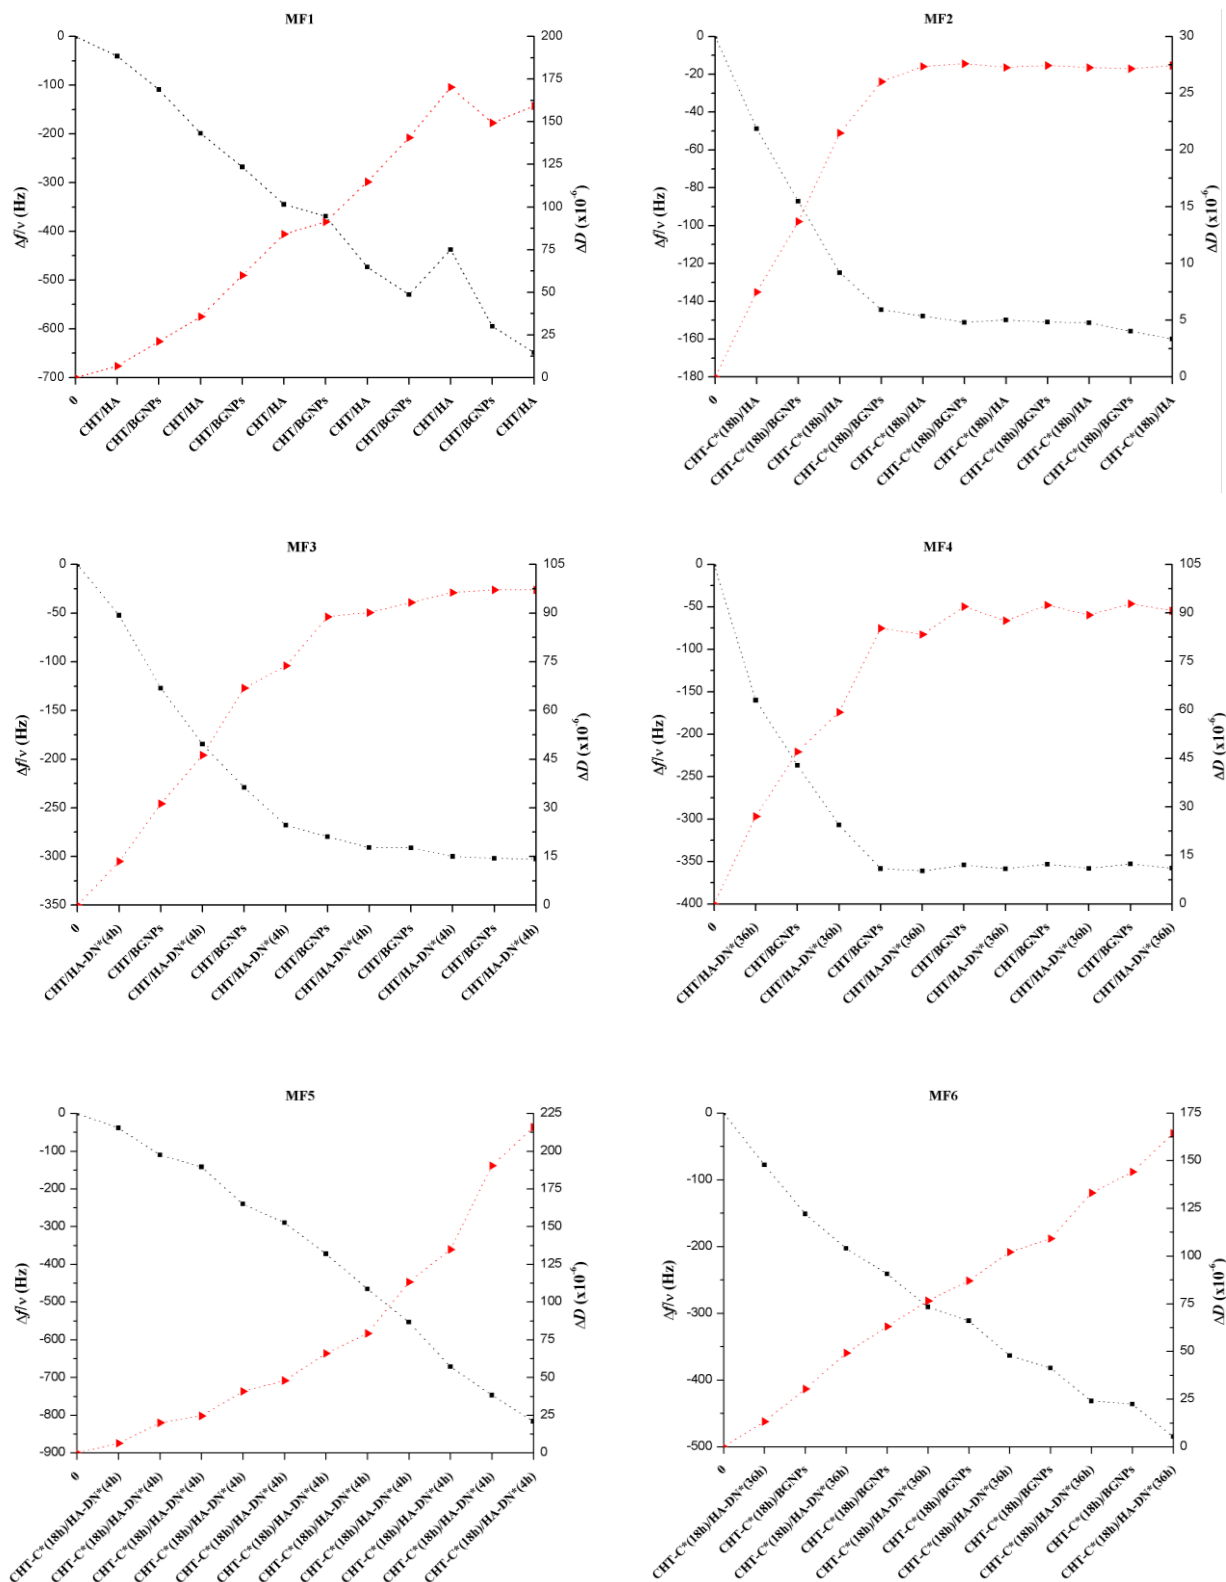 MF1
0
-100
-200
-300
-400
-500
-600
-700
Δf/ν (Hz)
200
175
150
125
100
75
50
25
0
ΔD (x10⁻⁶)
0
CHT/HA
CHT/BGNPs
CHT/HA
CHT/BGNPs
CHT/HA
CHT/BGNPs
CHT/HA
CHT/BGNPs
CHT/HA
CHT/BGNPs
CHT/HA
MF2
0
-20
-40
-60
-80
-100
-120
-140
-160
-180
Δf/ν (Hz)
30
25
20
15
10
5
0
ΔD (x10⁻⁶)
0
CHT-C*(18h)/HA
CHT-C*(18h)/BGNPs
CHT-C*(18h)/HA
CHT-C*(18h)/BGNPs
CHT-C*(18h)/HA
CHT-C*(18h)/BGNPs
CHT-C*(18h)/HA
CHT-C*(18h)/BGNPs
CHT-C*(18h)/HA
CHT-C*(18h)/BGNPs
CHT-C*(18h)/HA
MF3
0
-50
-100
-150
-200
-250
-300
-350
Δf/ν (Hz)
105
90
75
60
45
30
15
0
ΔD (x10⁻⁶)
0
CHT/HA-DN*(4h)
CHT/BGNPs
CHT/HA-DN*(4h)
CHT/BGNPs
CHT/HA-DN*(4h)
CHT/BGNPs
CHT/HA-DN*(4h)
CHT/BGNPs
CHT/HA-DN*(4h)
CHT/BGNPs
CHT/HA-DN*(4h)
MF4
0
-50
-100
-150
-200
-250
-300
-350
-400
Δf/ν (Hz)
105
90
75
60
45
30
15
0
ΔD (x10⁻⁶)
0
CHT/HA-DN*(36h)
CHT/BGNPs
CHT/HA-DN*(36h)
CHT/BGNPs
CHT/HA-DN*(36h)
CHT/BGNPs
CHT/HA-DN*(36h)
CHT/BGNPs
CHT/HA-DN*(36h)
CHT/BGNPs
CHT/HA-DN*(36h)
MF5
0
-100
-200
-300
-400
-500
-600
-700
-800
-900
Δf/ν (Hz)
225
200
175
150
125
100
75
50
25
0
ΔD (x10⁻⁶)
0
CHT-C*(18h)/HA-DN*(4h)
CHT-C*(18h)/HA-DN*(4h)
CHT-C*(18h)/HA-DN*(4h)
CHT-C*(18h)/HA-DN*(4h)
CHT-C*(18h)/HA-DN*(4h)
CHT-C*(18h)/HA-DN*(4h)
CHT-C*(18h)/HA-DN*(4h)
CHT-C*(18h)/HA-DN*(4h)
CHT-C*(18h)/HA-DN*(4h)
CHT-C*(18h)/HA-DN*(4h)
CHT-C*(18h)/HA-DN*(4h)
MF6
0
-100
-200
-300
-400
-500
Δf/ν (Hz)
175
150
125
100
75
50
25
0
ΔD (x10⁻⁶)
0
CHT-C*(18h)/HA-DN*(36h)
CHT-C*(18h)/BGNPs
CHT-C*(18h)/HA-DN*(36h)
CHT-C*(18h)/BGNPs
CHT-C*(18h)/HA-DN*(36h)
CHT-C*(18h)/BGNPs
CHT-C*(18h)/HA-DN*(36h)
CHT-C*(18h)/BGNPs
CHT-C*(18h)/HA-DN*(36h)
CHT-C*(18h)/BGNPs
CHT-C*(18h)/HA-DN*(36h)